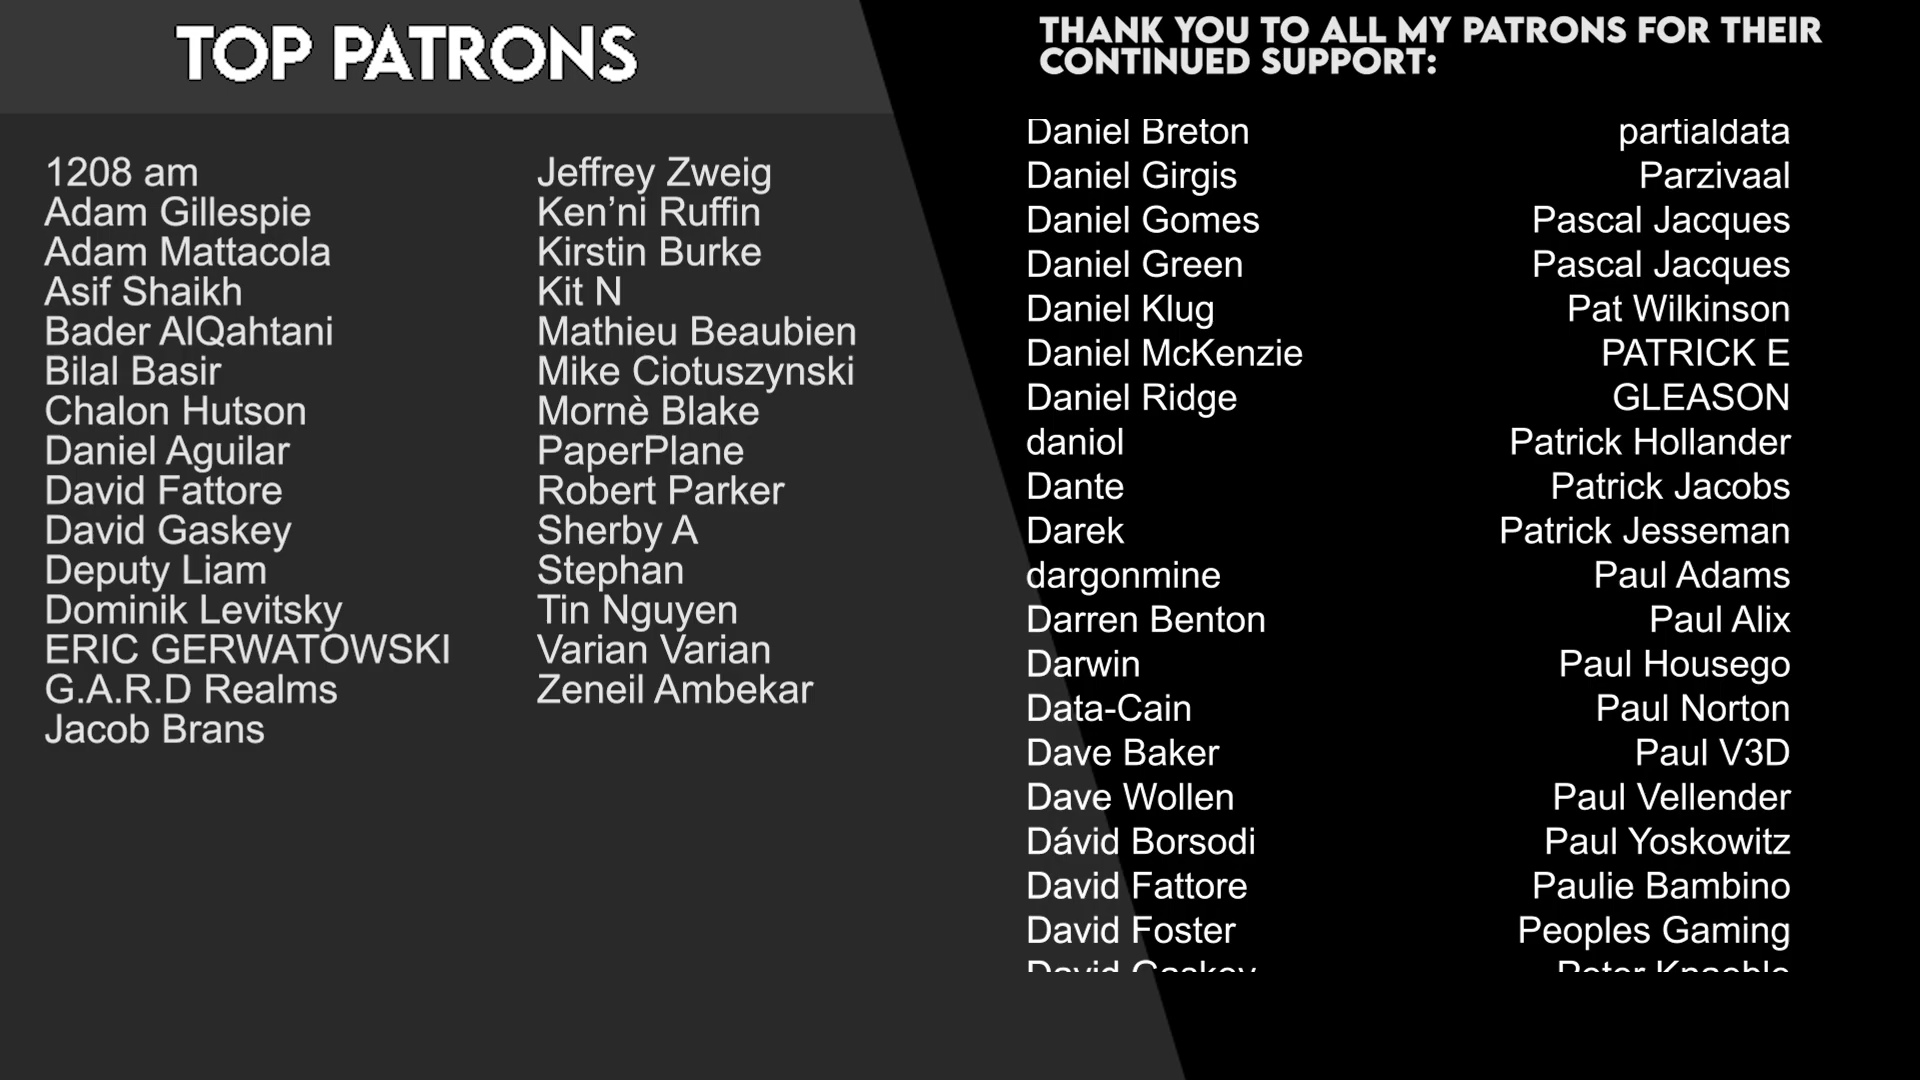 TOP PATRONS
1208 am
Adam Gillespie
Adam Mattacola
Asif Shaikh
Bader AlQahtani
Bilal Basir
Chalon Hutson
Daniel Aguilar
David Fattore
David Gaskey
Deputy Liam
Dominik Levitsky
ERIC GERWATOWSKI
G.A.R.D Realms
Jacob Brans
Jeffrey Zweig
Ken’ni Ruffin
Kirstin Burke
Kit N
Mathieu Beaubien
Mike Ciotuszynski
Mornè Blake
PaperPlane
Robert Parker
Sherby A
Stephan
Tin Nguyen
Varian Varian
Zeneil Ambekar
THANK YOU TO ALL MY PATRONS FOR THEIR
CONTINUED SUPPORT:
Daniel Breton
Daniel Girgis
Daniel Gomes
Daniel Green
Daniel Klug
Daniel McKenzie
Daniel Ridge
daniol
Dante
Darek
dargonmine
Darren Benton
Darwin
Data-Cain
Dave Baker
Dave Wollen
Dávid Borsodi
David Fattore
David Foster
David Gaskey
partialdata
Parzivaal
Pascal Jacques
Pascal Jacques
Pat Wilkinson
PATRICK E
GLEASON
Patrick Hollander
Patrick Jacobs
Patrick Jesseman
Paul Adams
Paul Alix
Paul Housego
Paul Norton
Paul V3D
Paul Vellender
Paul Yoskowitz
Paulie Bambino
Peoples Gaming
Peter